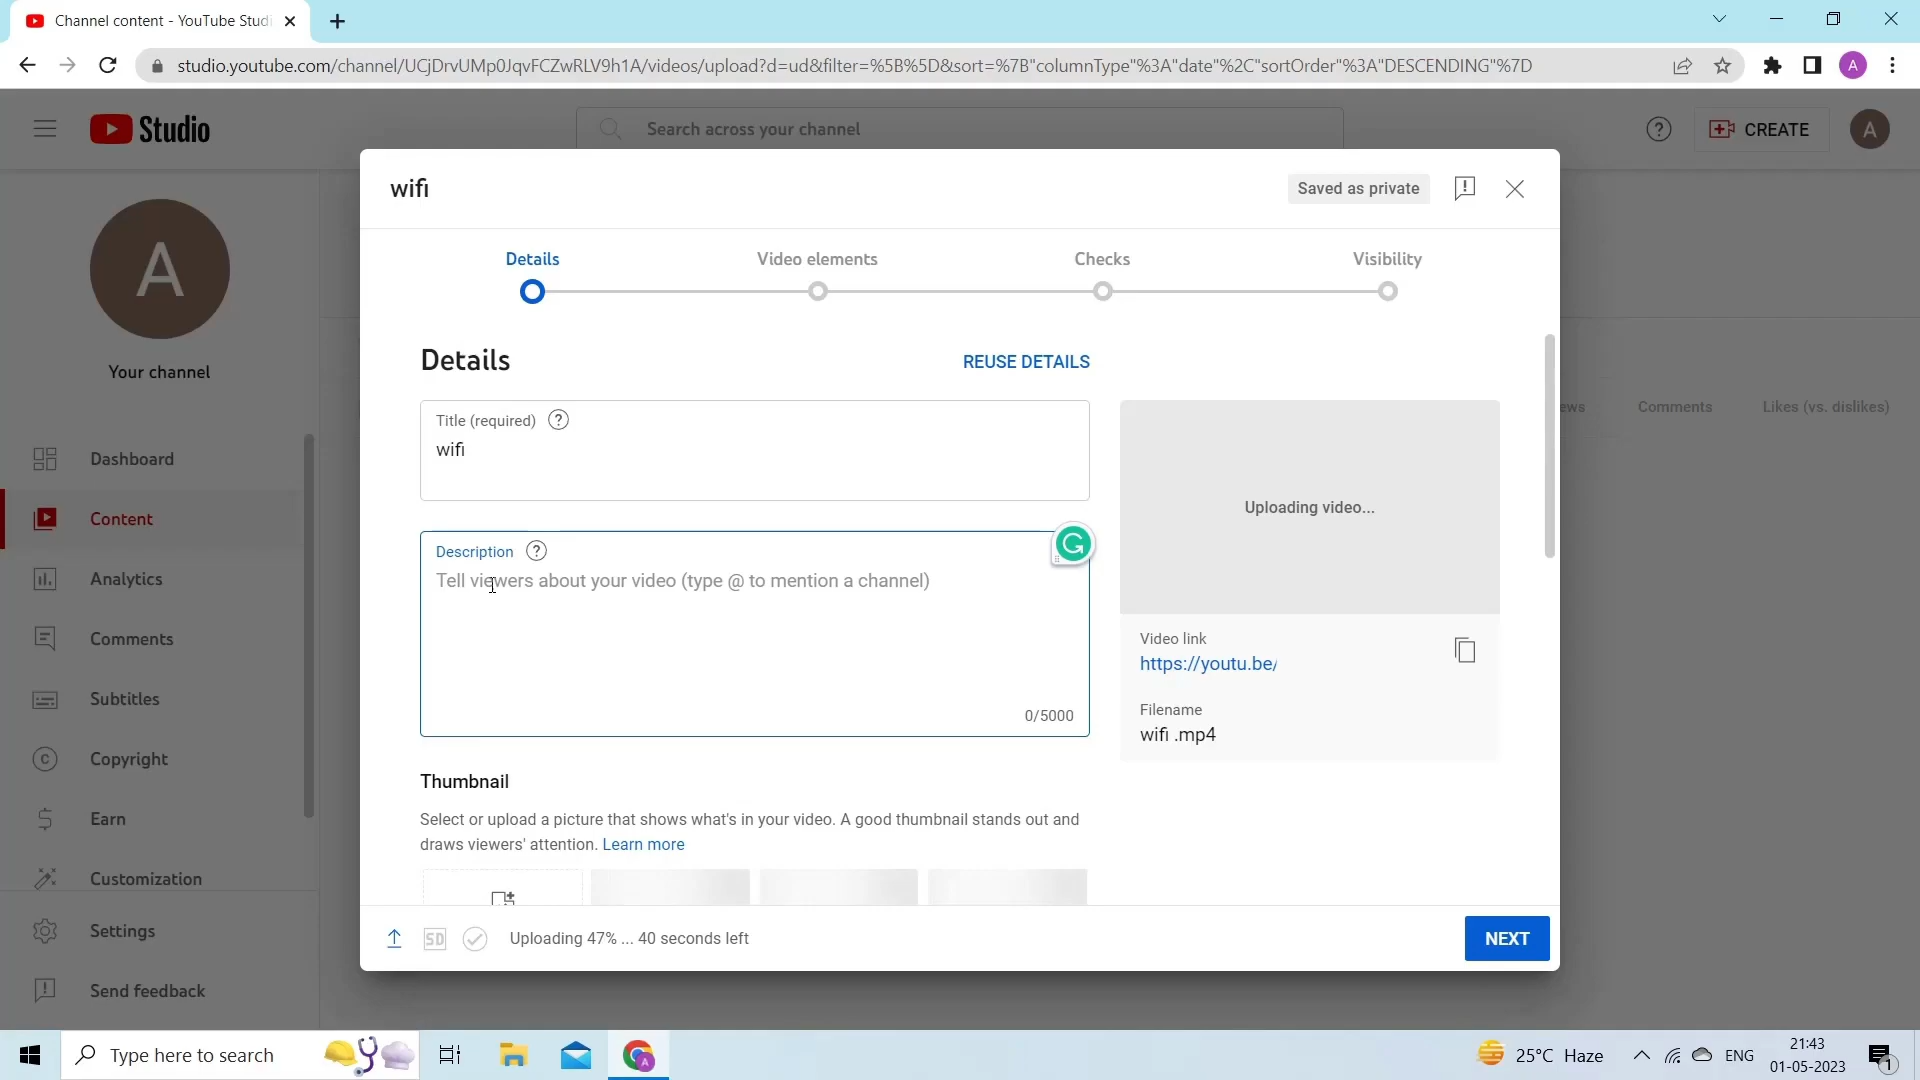 Channel content - YouTube Studi
studio.youtube.com/channel/UCjDrvUMp0JqvFCZwRLV9h1A/videos/upload?d=ud&filter=%5B%5D&sort=%7B"columnType"%3A"date"%2C"sortOrder"%3A"DESCENDING"%7D
A
Studio
Search across your channel
CREATE
A
wifi
Saved as private
A
Your channel
Details
Video elements
Checks
Visibility
Details
REUSE DETAILS
Title (required)
wifi
ews
Comments
Likes (vs. dislikes)
Dashboard
Content
Analytics
Comments
Subtitles
Copyright
Earn
Customization
Settings
Send feedback
Description
Tell viewers about your video (type @ to mention a channel)
0/5000
Uploading video...
Video link
https://youtu.be/
Filename
wifi .mp4
Thumbnail
Select or upload a picture that shows what's in your video. A good thumbnail stands out and
draws viewers' attention. Learn more
SD
Uploading 47% ... 40 seconds left
NEXT
Type here to search
A
25°C Haze
ENG
21:43
01-05-2023
1